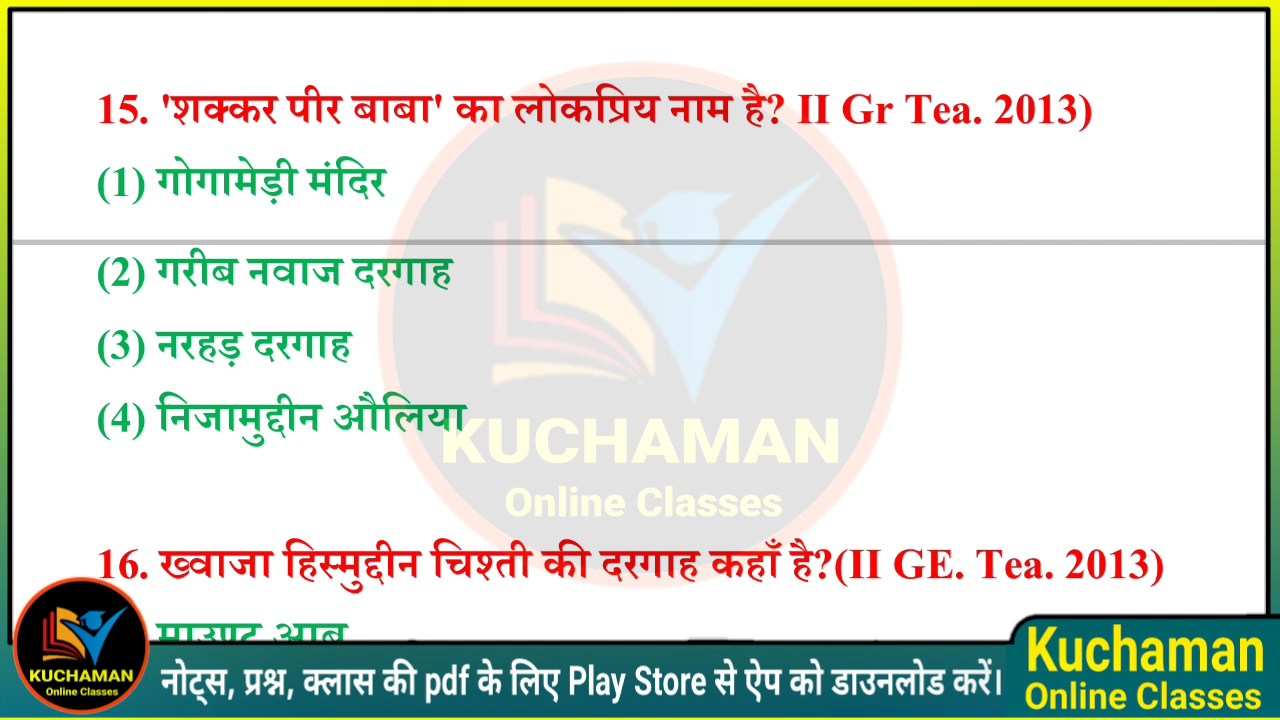 15. 'शक्कर पीर बाबा' का लोकप्रिय नाम है? II Gr Tea. 2013)
(1) गोगामेड़ी मंदिर
(2) गरीब नवाज दरगाह
(3) नरहड़ दरगाह
(4) निजामुद्दीन औलिया
KUCHAMAN
Online Classes
16. ख्वाजा हिस्मुद्दीन चिश्ती की दरगाह कहाँ है?(II GE. Tea. 2013)
KUCHAMAN
Online Classes
नोट्स, प्रश्न, क्लास की pdf के लिए Play Store से ऐप को डाउनलोड करें।
Kuchaman
Online Classes